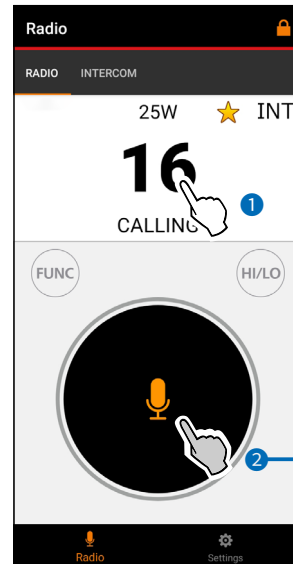 Radio
RADIO INTERCOM
25W INT
16
1
CALLING
FUNC HI/LO
2
Radio Settings